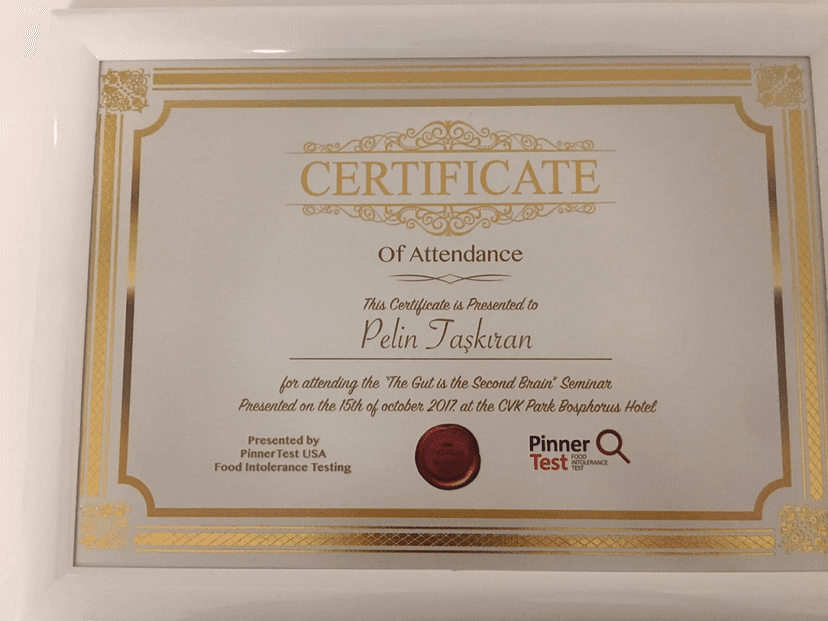 CERTIFICATE
Of Attendance
This Certificate is Presented to
Pelin Taşkıran
for attending the "The Gut is the Second Brain" Seminar
Presented on the 15th of october 2017. at the CVK Park Bosphorus Hotel
Presented by
PinnerTest USA
Food Intolerance Testing
Pinner
Test
FOOD
INTOLERANCE
TEST